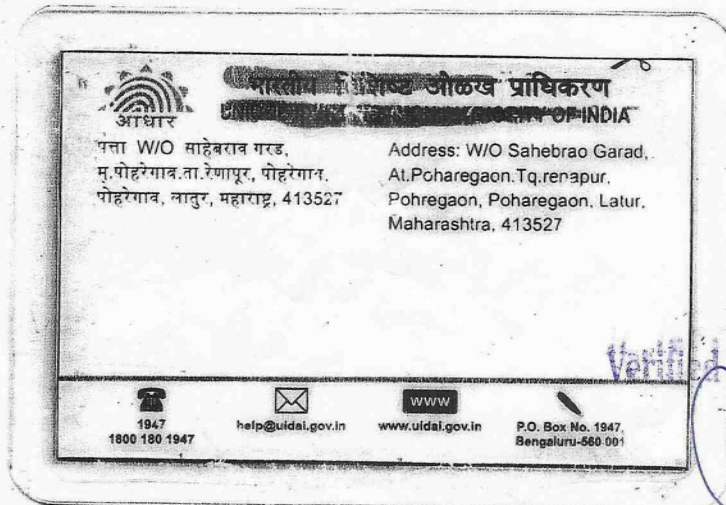 आधार
भारतीय ओळख प्राधिकरण
OF INDIA
पत्ता W/O साहेबराव गरड,
मु.पोहरेगाव.ता.रेणापूर, पोहरेगाव,
पोहरेगाव, लातुर, महाराष्ट्र, 413527
Address: W/O Sahebrao Garad,
At.Poharegaon.Tq.renapur,
Pohregaon, Poharegaon, Latur,
Maharashtra, 413527
Verified
1947
1800 180 1947
help@uidai.gov.in
WWW
www.uidai.gov.in
P.O. Box No. 1947,
Bengaluru-560 001